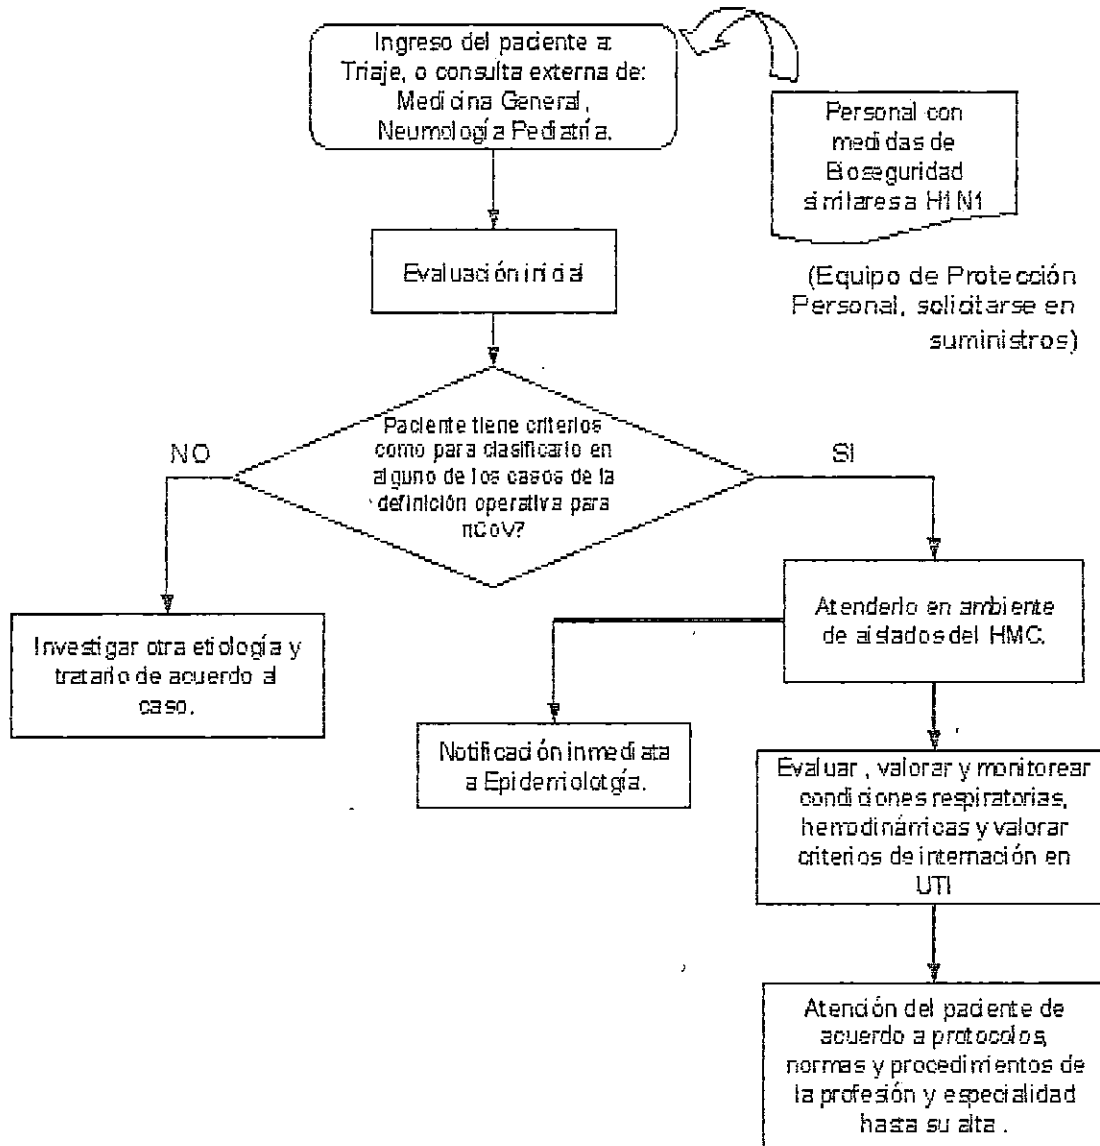 Ingreso del paciente a:
Triaje, o consulta externa de:
Medicina General,
Neumología Pediatría.
Personal con
medidas de
Bioseguridad
similares a H1N1
(Equipo de Protección
Personal, solicitarse en
suministros)
Evaluación inicial
Paciente tiene criterios
como para clasificarlo en
alguno de los casos de la
definición operativa para
nCoV?
NO
SI
Investigar otra etiología y
tratarlo de acuerdo al
caso.
Atenderlo en ambiente
de aislados del HMC.
Notificación inmediata
a Epidemiolotgía.
Evaluar , valorar y monitorear
condiciones respiratorias,
hemodinámicas y valorar
criterios de internación en
UTI
Atención del paciente de
acuerdo a protocolos,
normas y procedimientos de
la profesión y especialidad
hasta su alta .